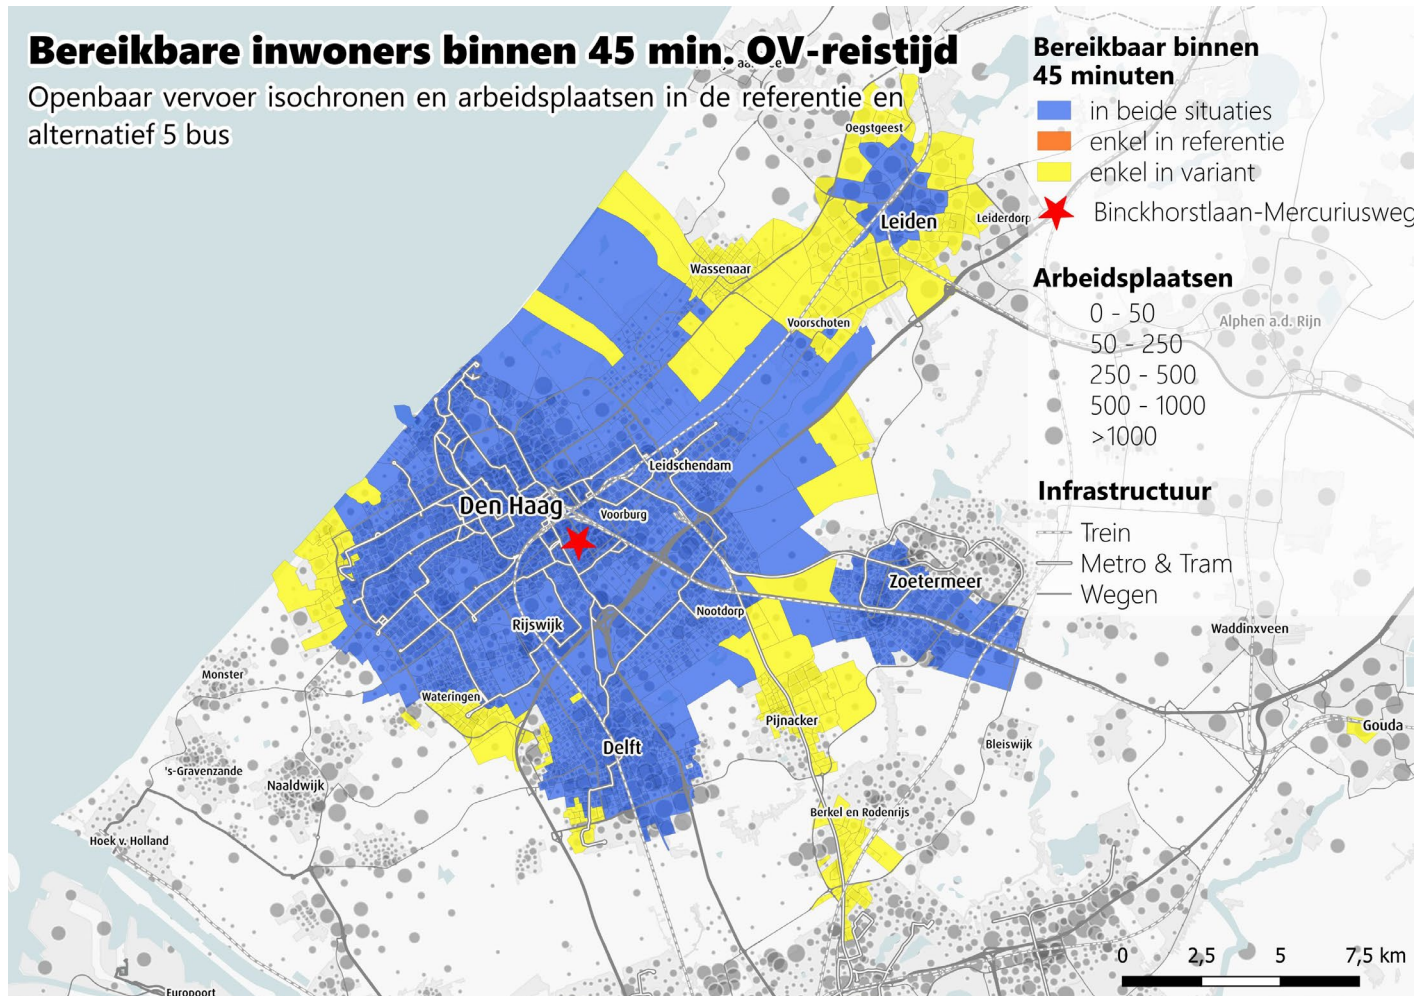 Bereikbare inwoners binnen 45 min. OV-reistijd
Openbaar vervoer isochronen en arbeidsplaatsen in de referentie en
alternatief 5 bus
Bereikbaar binnen
45 minuten
in beide situaties
enkel in referentie
enkel in variant
Binckhorstlaan-Mercuriusweg
Arbeidsplaatsen
0 - 50
50 - 250
250 - 500
500 - 1000
>1000
Infrastructuur
Trein
Metro & Tram
Wegen
Oegstgeest
Leiden
Leiderdorp
Wassenaar
Voorschoten
Alphen a.d. Rijn
Leidschendam
Den Haag
Voorburg
Zoetermeer
Nootdorp
Rijswijk
Waddinxveen
Monster
Wateringen
Pijnacker
Gouda
Delft
Bleiswijk
's-Gravenzande
Naaldwijk
Berkel en Rodenrijs
Hoek v. Holland
Europoort
0 2,5 5 7,5 km